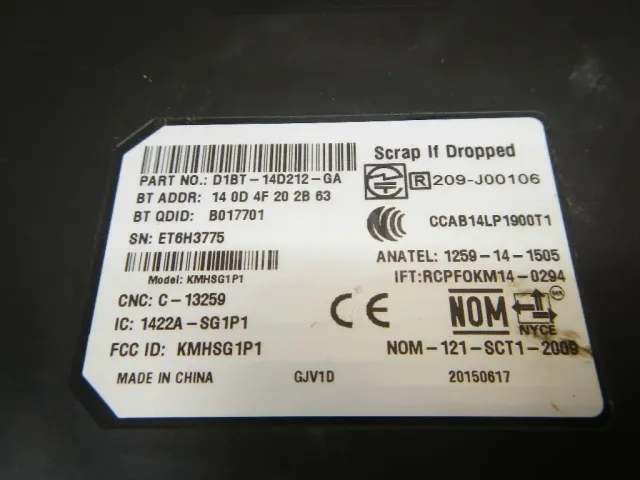 Scrap If Dropped
PART NO.: D1BT-14D212-GA
R 209-J00106
BT ADDR: 14 0D 4F 20 2B 63
BT QDID: B017701
CCAB14LP1900T1
SN: ET6H3775
ANATEL: 1259-14-1505
Model: KMHSG1P1
IFT:RCPFOKM14-0294
CNC: C-13259
CE
NOM
NYCE
IC: 1422A-SG1P1
FCC ID: KMHSG1P1
NOM-121-SCT1-2009
MADE IN CHINA
GJV1D
20150617